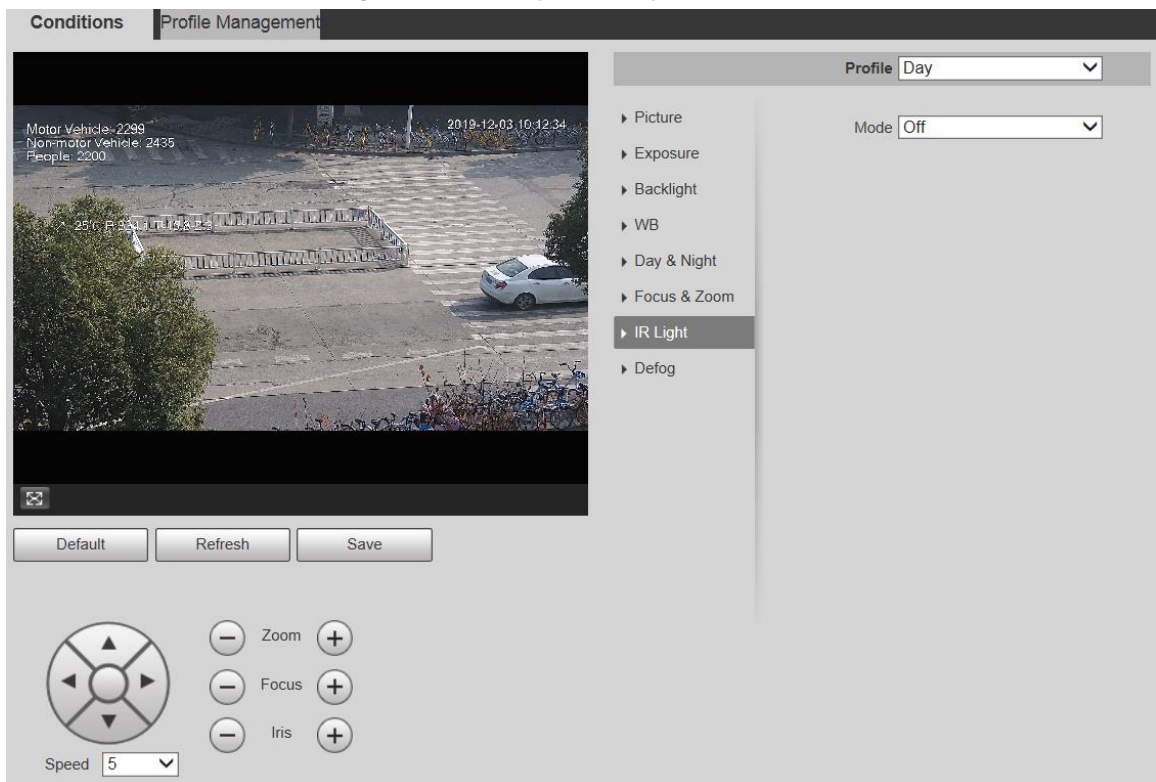 Conditions
Profile Management
Motor Vehicle: 2299
Non-motor Vehicle: 2435
People: 2200
2019-12-03 10:12:34
Profile Day
Picture
Exposure
Backlight
WB
Day & Night
Focus & Zoom
IR Light
Defog
Mode Off
Default
Refresh
Save
Zoom
Focus
Iris
Speed 5